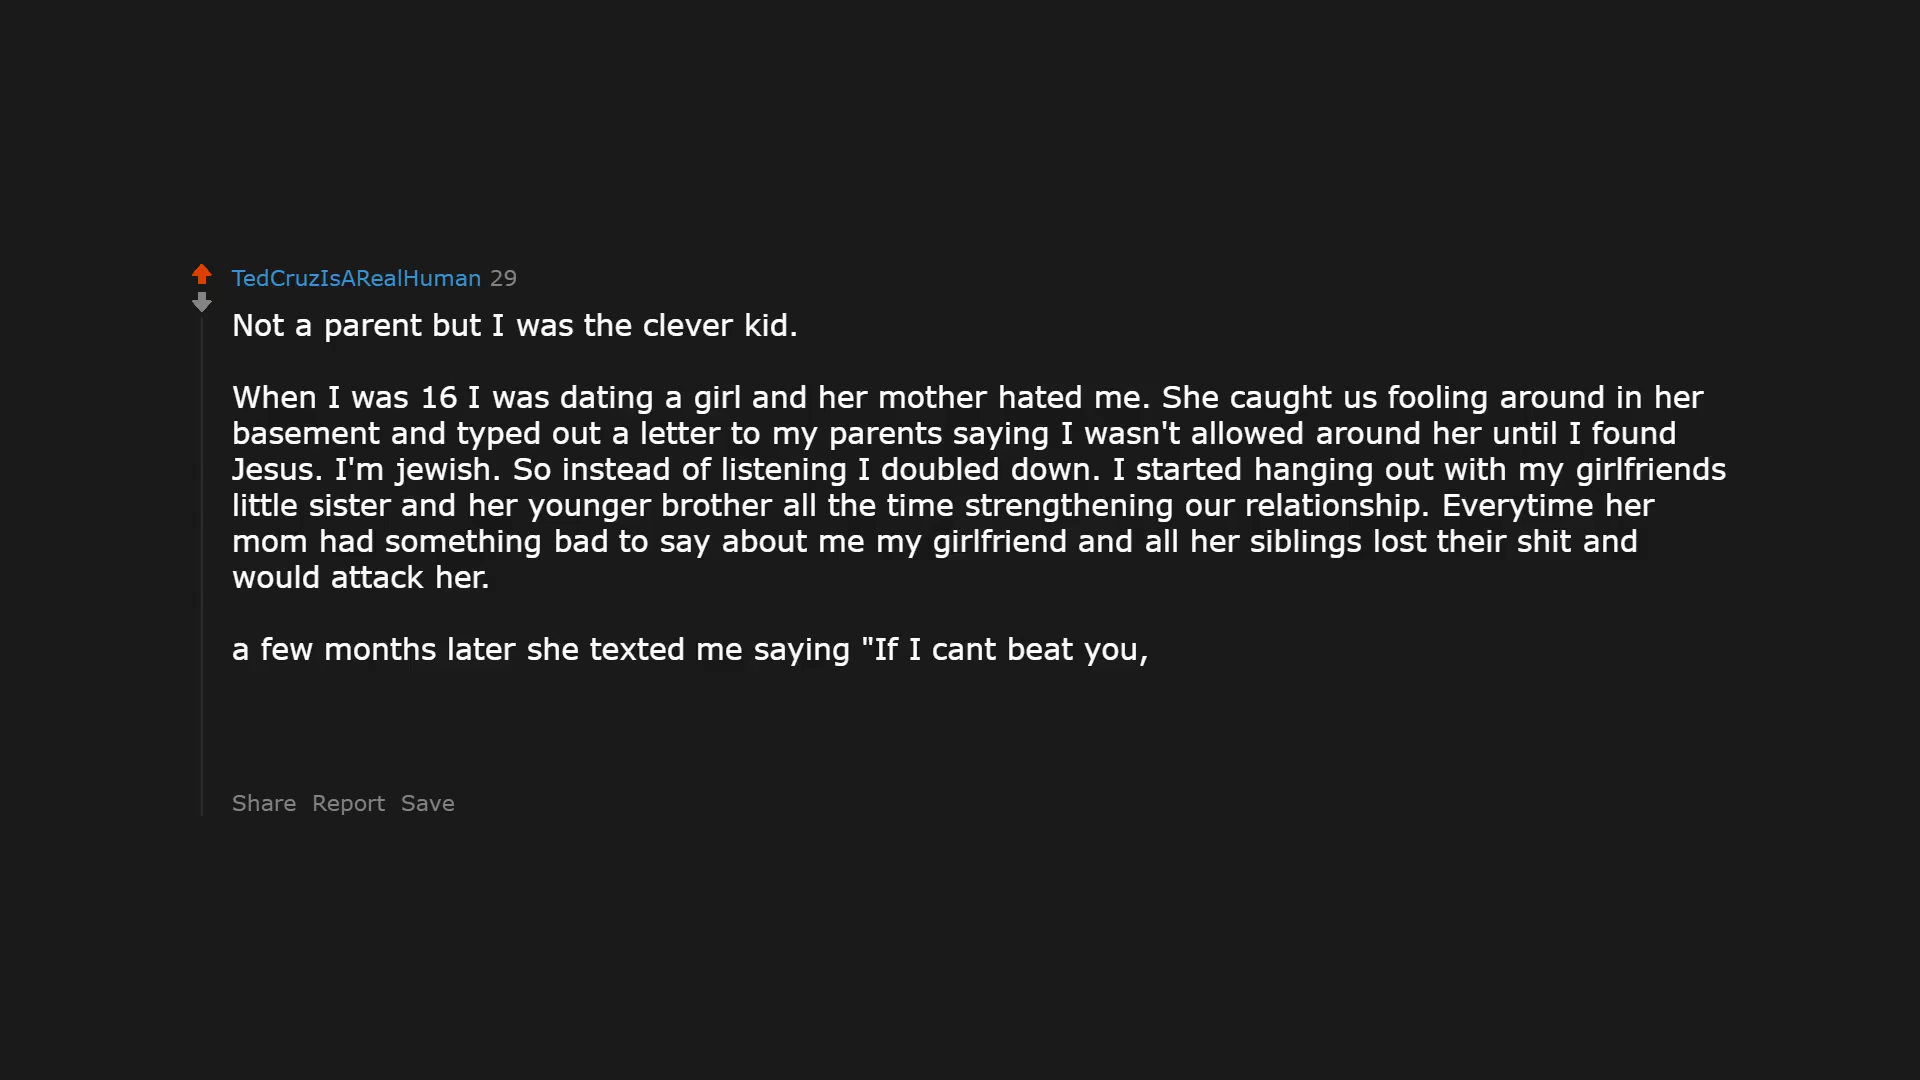 TedCruzIsARealHuman 29
Not a parent but I was the clever kid.
When I was 16 I was dating a girl and her mother hated me. She caught us fooling around in her
basement and typed out a letter to my parents saying I wasn't allowed around her until I found
Jesus. I'm jewish. So instead of listening I doubled down. I started hanging out with my girlfriends
little sister and her younger brother all the time strengthening our relationship. Everytime her
mom had something bad to say about me my girlfriend and all her siblings lost their shit and
would attack her.
a few months later she texted me saying "If I cant beat you,
Share Report Save